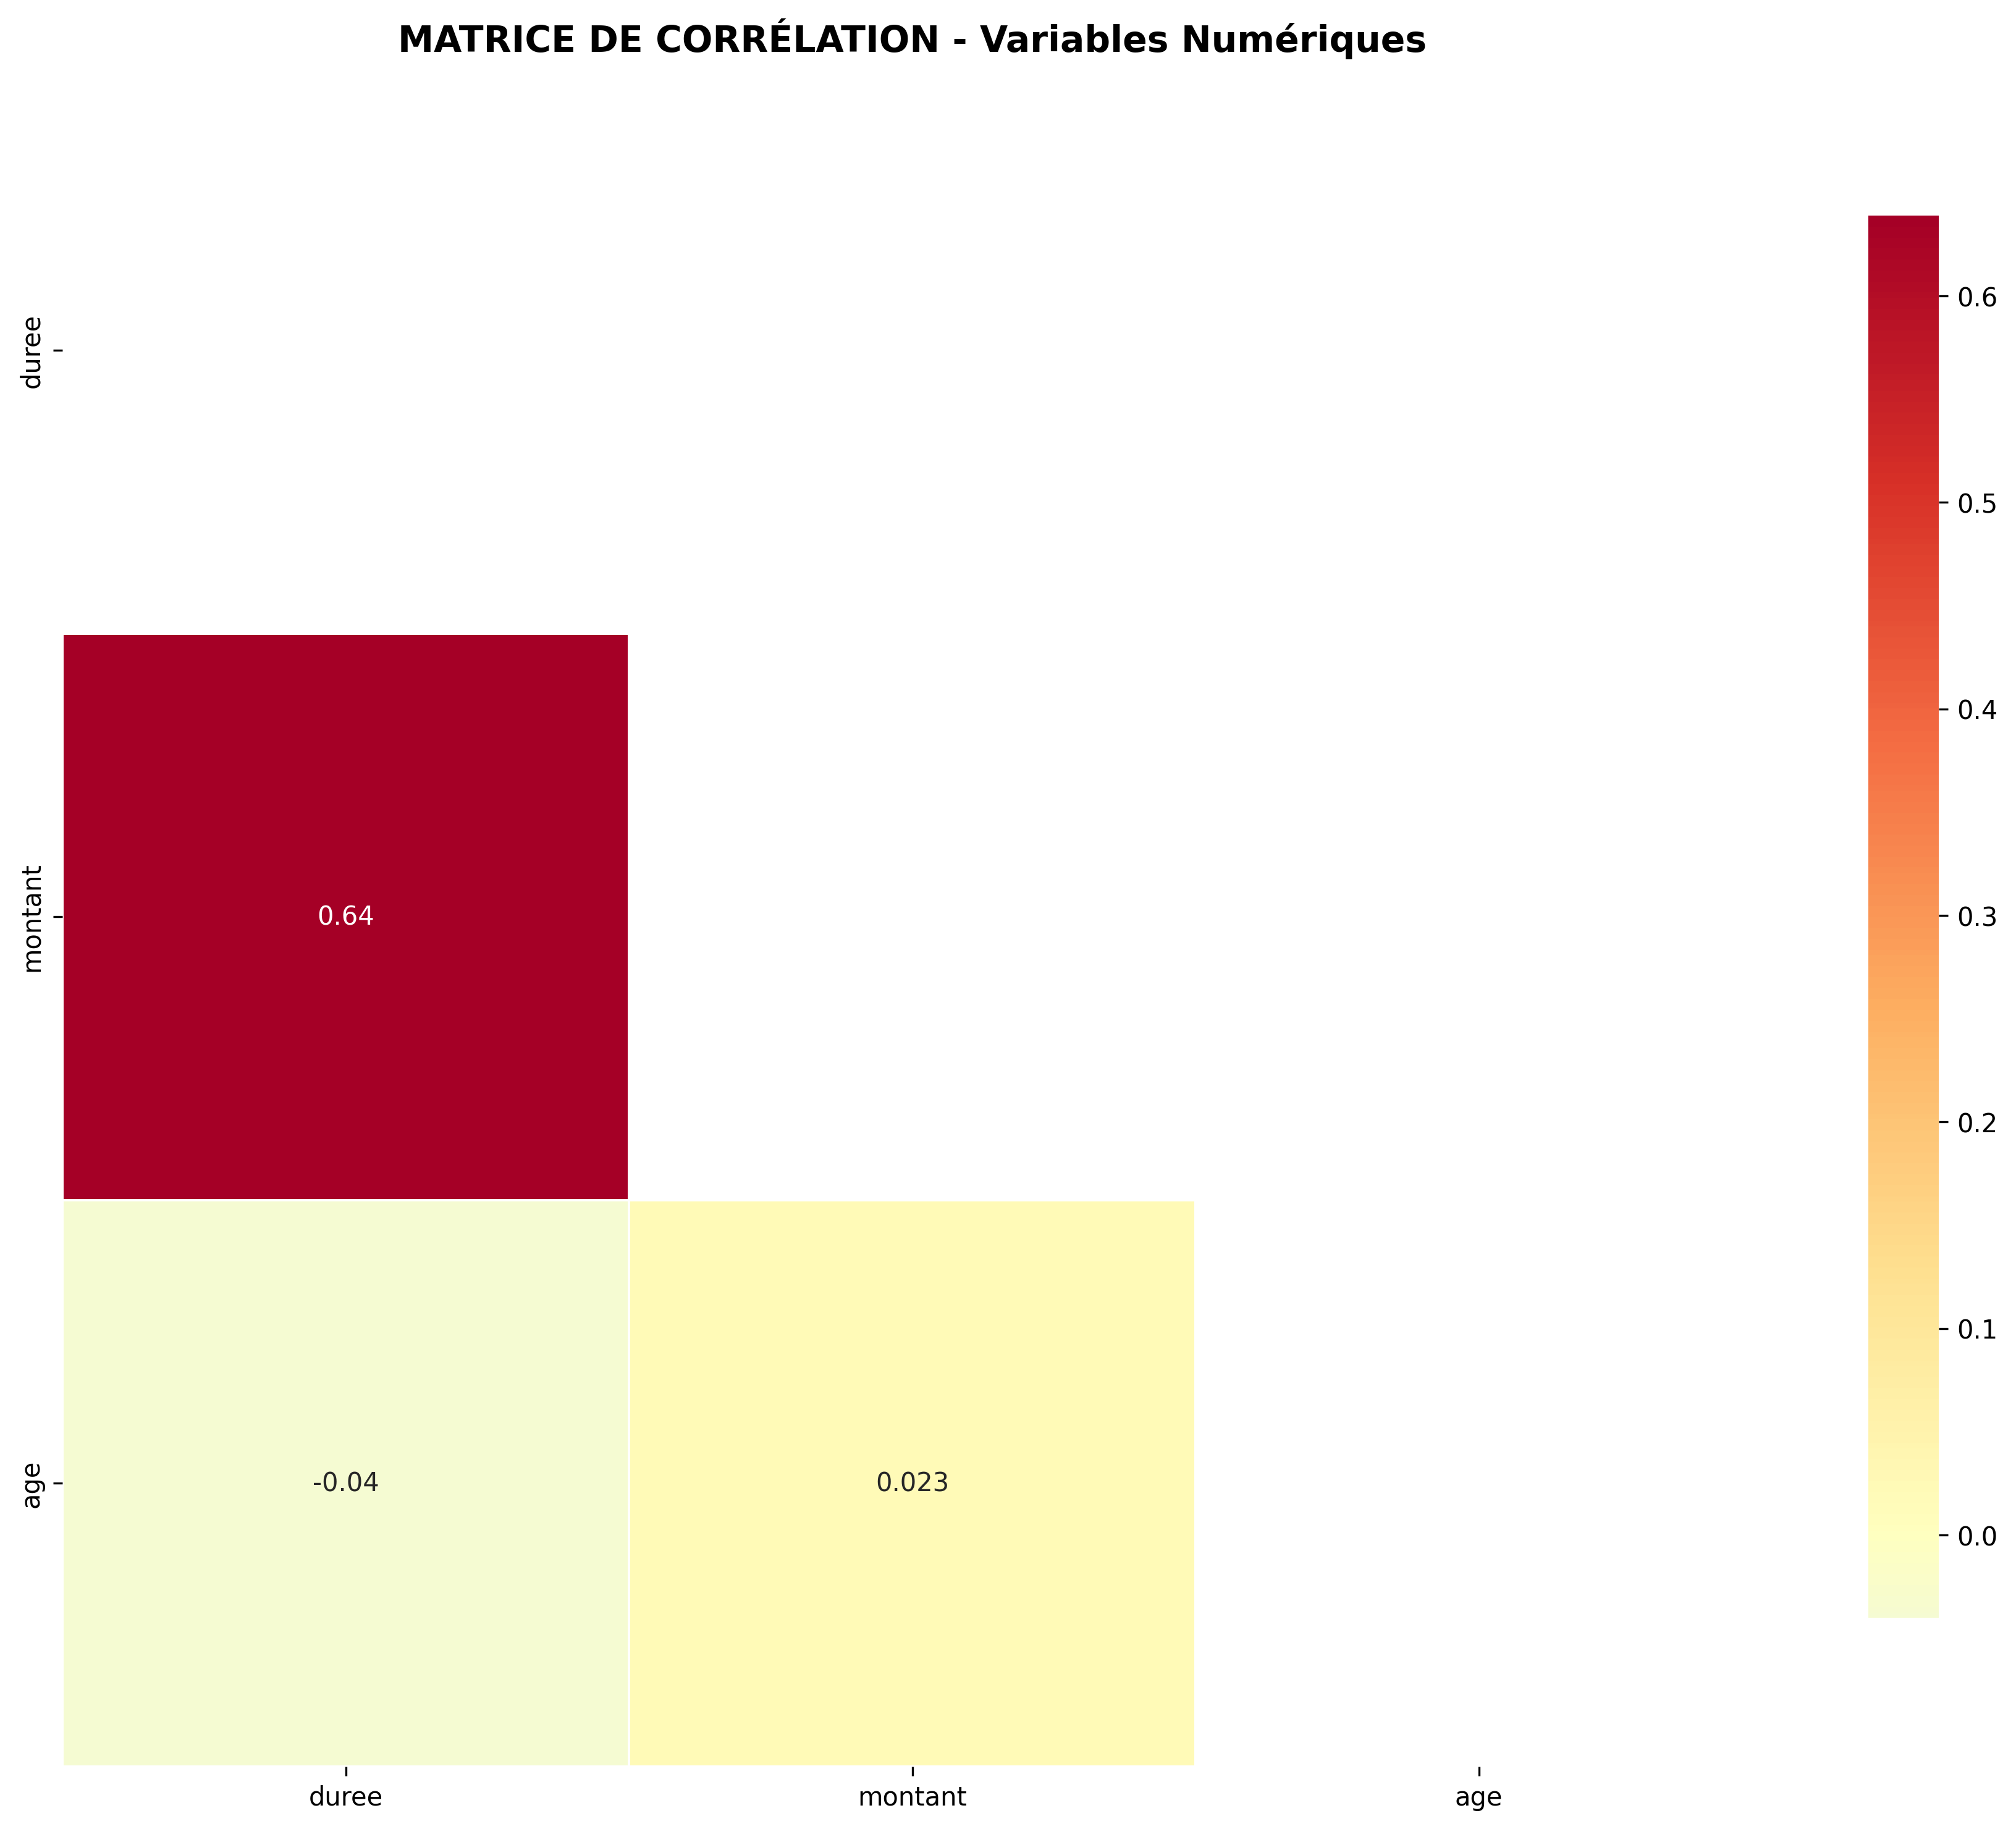 MATRICE DE CORRÉLATION - Variables Numériques
duree
montant
age
0.64
-0.04
0.023
duree
montant
age
0.6
0.5
0.4
0.3
0.2
0.1
0.0